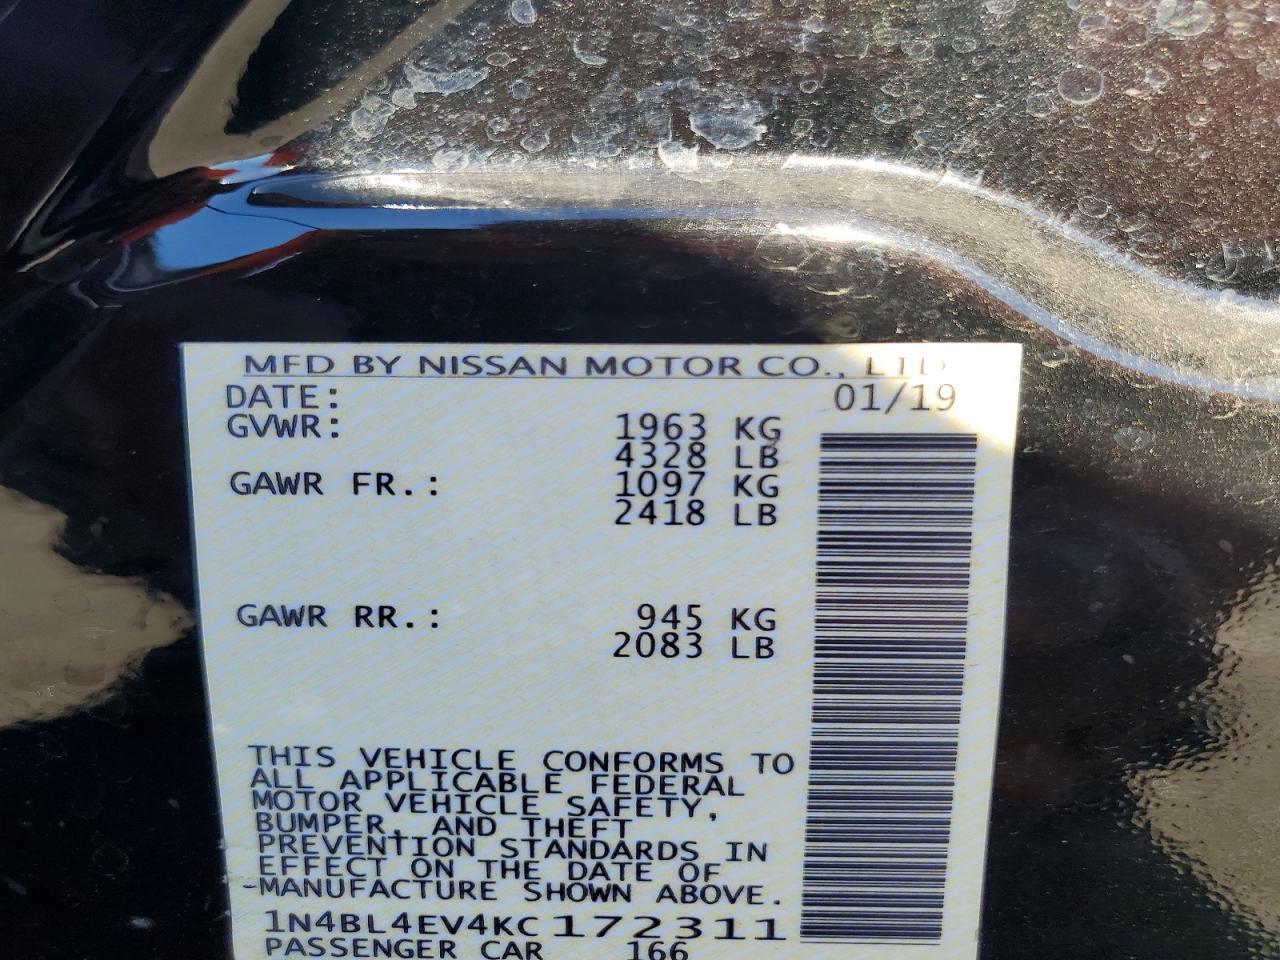 MFD BY NISSAN MOTOR CO., LTD
DATE: 01/19
GVWR: 1963 KG
4328 LB
GAWR FR.: 1097 KG
2418 LB
GAWR RR.: 945 KG
2083 LB
THIS VEHICLE CONFORMS TO
ALL APPLICABLE FEDERAL
MOTOR VEHICLE SAFETY,
BUMPER, AND THEFT
PREVENTION STANDARDS IN
EFFECT ON THE DATE OF
MANUFACTURE SHOWN ABOVE.
1N4BL4EV4KC172311
PASSENGER CAR 166